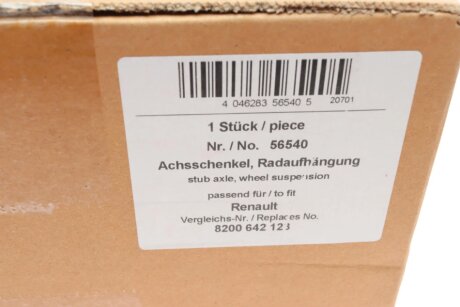 4 046283 56540 5 20701
1 Stück / piece
Nr. / No. 56540
Achsschenkel, Radaufhängung
stub axle, wheel suspension
passend für / to fit
Renault
Vergleichs-Nr. / Replaces No.
8200 642 123